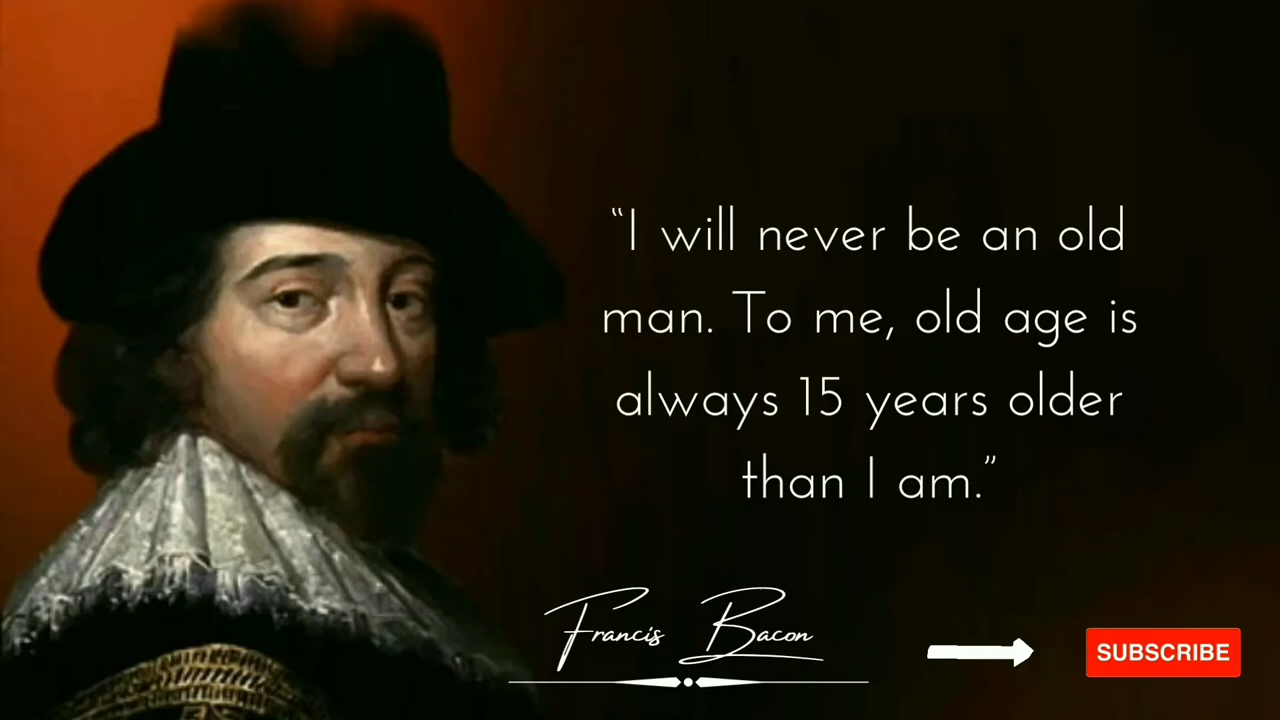 “I will never be an old
man. To me, old age is
always 15 years older
than I am.”
Francis Bacon
SUBSCRIBE